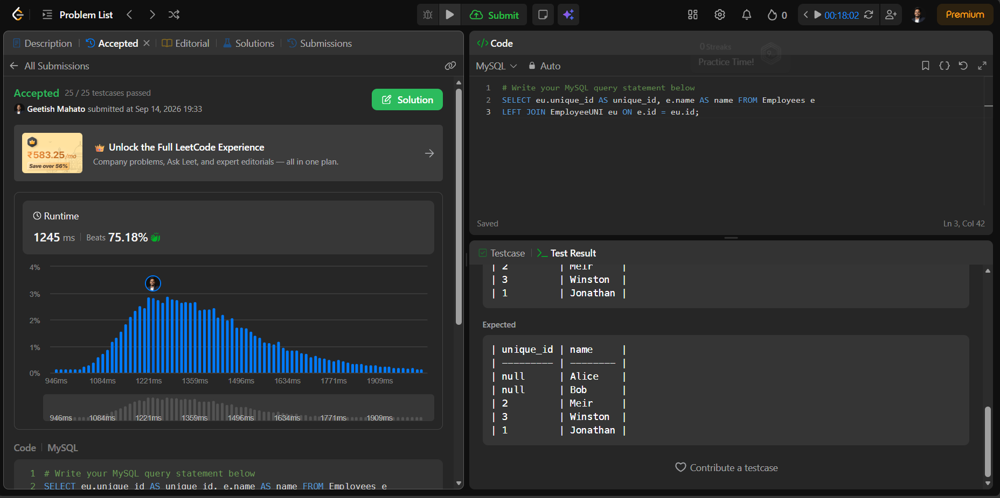 Problem List
Submit
0
00:18:02
Premium
Description
Accepted
Editorial
Solutions
Submissions
All Submissions
Accepted 25 / 25 testcases passed
Geetish Mahato submitted at Sep 14, 2026 19:33
Solution
₹583.25/mo
Save over 56%
Unlock the Full LeetCode Experience
Company problems, Ask Leet, and expert editorials — all in one plan.
Runtime
1245 ms Beats 75.18%
4%
3%
2%
1%
0%
946ms 1084ms 1221ms 1359ms 1496ms 1634ms 1771ms 1909ms
946ms 1084ms 1221ms 1359ms 1496ms 1634ms 1771ms 1909ms
Code MySQL
1 # Write your MySQL query statement below
2 SELECT eu.unique_id AS unique_id, e.name AS name FROM Employees e
</> Code
0 Streaks
Practice Time!
MySQL Auto
1 # Write your MySQL query statement below
2 SELECT eu.unique_id AS unique_id, e.name AS name FROM Employees e
3 LEFT JOIN EmployeeUNI eu ON e.id = eu.id;
Saved Ln 3, Col 42
Testcase
Test Result
| 2 | Meir |
| 3 | Winston |
| 1 | Jonathan |
Expected
| unique_id | name |
| --------- | -------- |
| null | Alice |
| null | Bob |
| 2 | Meir |
| 3 | Winston |
| 1 | Jonathan |
Contribute a testcase